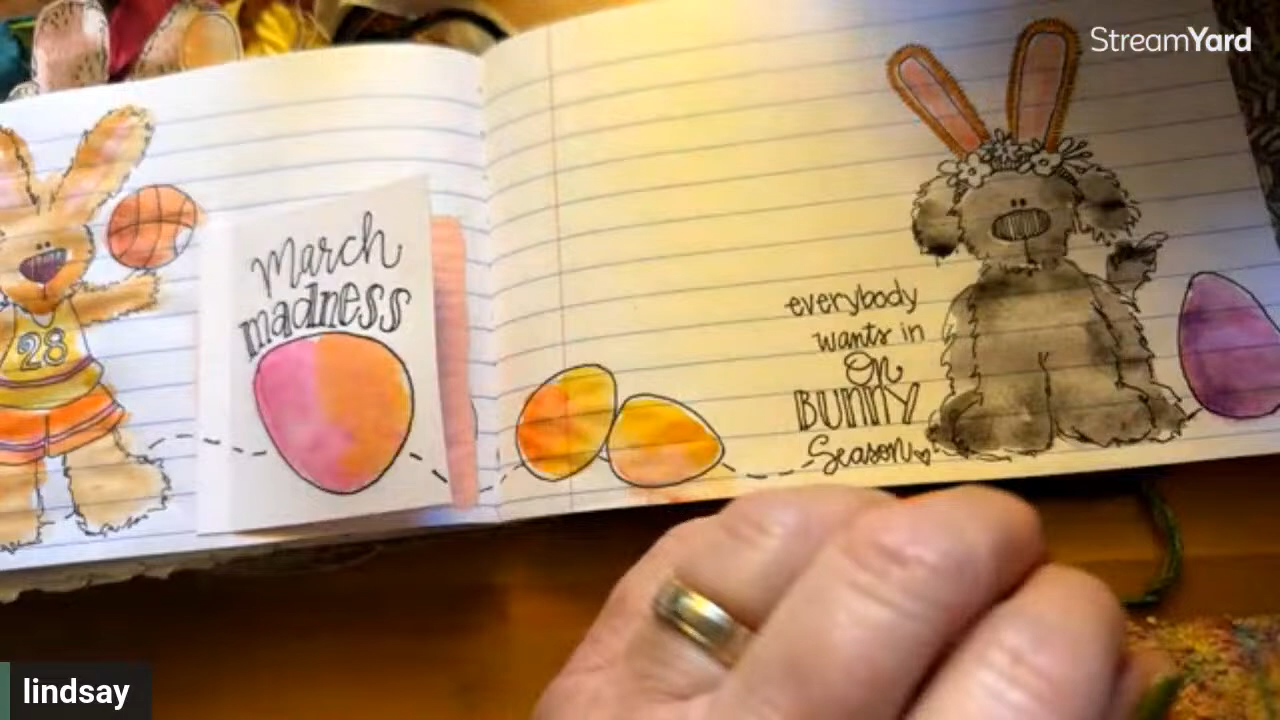 StreamYard
March
madness
28
everybody
wants in
on
BUNNY
Season
lindsay